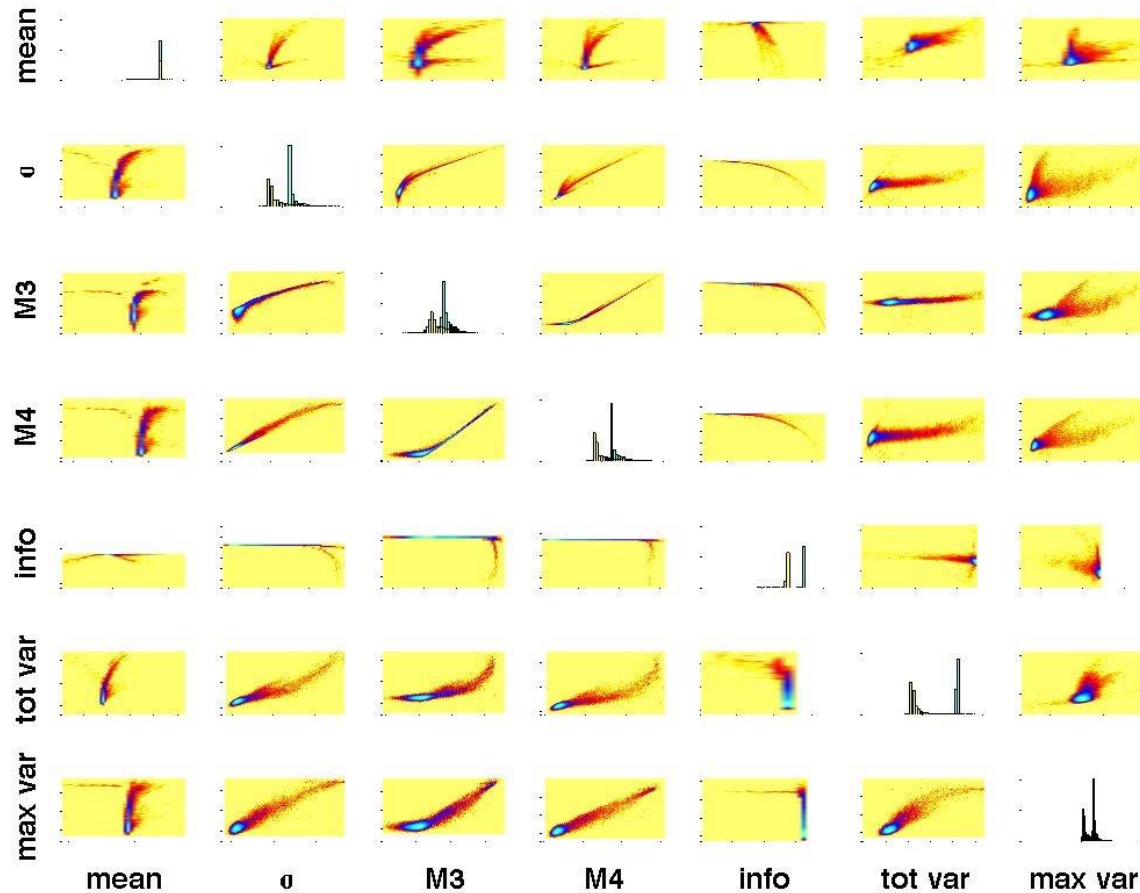 mean
σ
M3
M4
info
tot var
max var
mean σ M3 M4 info tot var max var